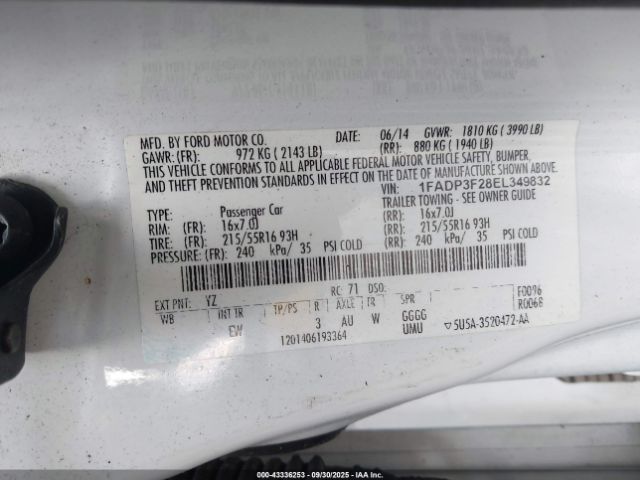 MFD. BY FORD MOTOR CO. DATE: 06/14 GVWR: 1810 KG ( 3990 LB)
GAWR: (FR): 972 KG ( 2143 LB) (RR): 880 KG ( 1940 LB)
THIS VEHICLE CONFORMS TO ALL APPLICABLE FEDERAL MOTOR VEHICLE SAFETY, BUMPER,
AND THEFT PREVENTION STANDARDS IN EFFECT ON THE DATE OF MANUFACTURE SHOWN ABOVE.
VIN: 1FADP3F28EL349832
TYPE: Passenger Car TRAILER TOWING - SEE OWNER GUIDE
RIM: (FR): 16x7.0J (RR): 16x7.0J
TIRE: (FR): 215/55R16 93H (RR): 215/55R16 93H
PRESSURE: (FR): 240 kPa/ 35 PSI COLD (RR): 240 kPa/ 35 PSI COLD
EXT PNT: YZ RC: 71 DSO: F0096
WB INT TR TP/PS R AXLE TR SPR R0068
EW 3 AU W GGGG
UMU
1201406193364 5USA-3520472-AA
000-43336253 - 09/30/2025 - IAA